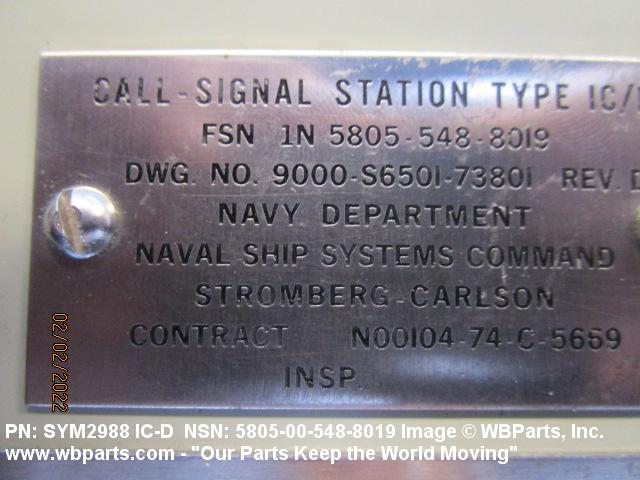 CALL-SIGNAL STATION TYPE IC/
FSN 1N 5805-548-8019
DWG. NO. 9000-S6501-73801 REV. D
NAVY DEPARTMENT
NAVAL SHIP SYSTEMS COMMAND
STROMBERG-CARLSON
CONTRACT N00104-74-C-5669
INSP.
02/02/2022
PN: SYM2988 IC-D NSN: 5805-00-548-8019 Image © WBParts, Inc.
www.wbparts.com - "Our Parts Keep the World Moving"